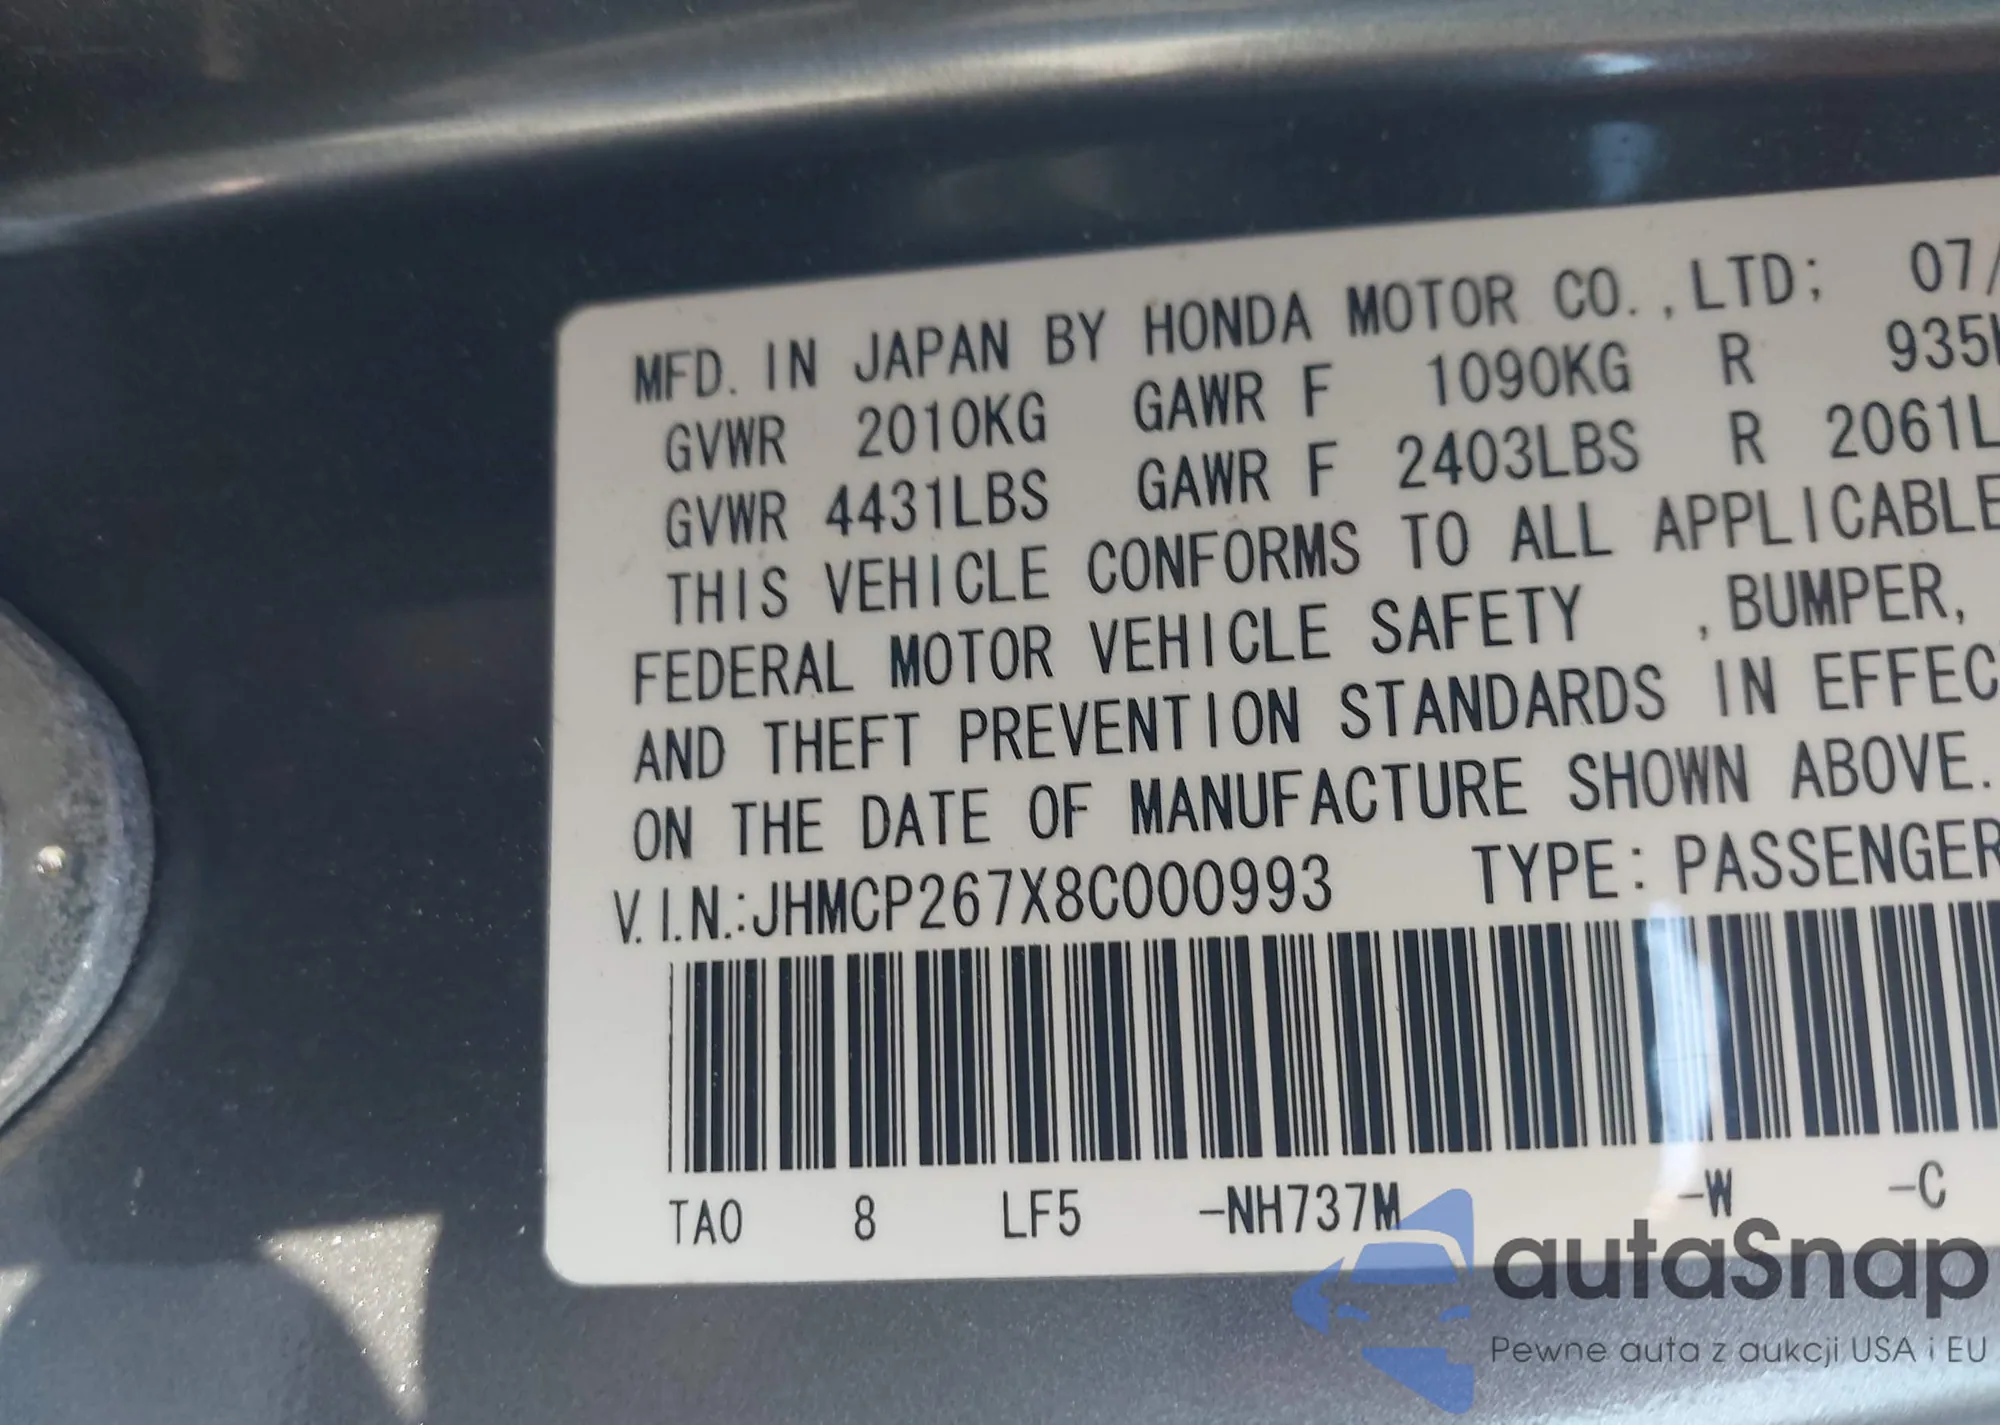 MFD. IN JAPAN BY HONDA MOTOR CO.,LTD; 07/
GVWR 2010KG GAWR F 1090KG R 935K
GVWR 4431LBS GAWR F 2403LBS R 2061L
THIS VEHICLE CONFORMS TO ALL APPLICABLE
FEDERAL MOTOR VEHICLE SAFETY ,BUMPER,
AND THEFT PREVENTION STANDARDS IN EFFEC
ON THE DATE OF MANUFACTURE SHOWN ABOVE.
V.I.N.:JHMCP267X8C000993 TYPE: PASSENGER
TA0 8 LF5 -NH737M -W -C
autaSnap
Pewne auta z aukcji USA i EU